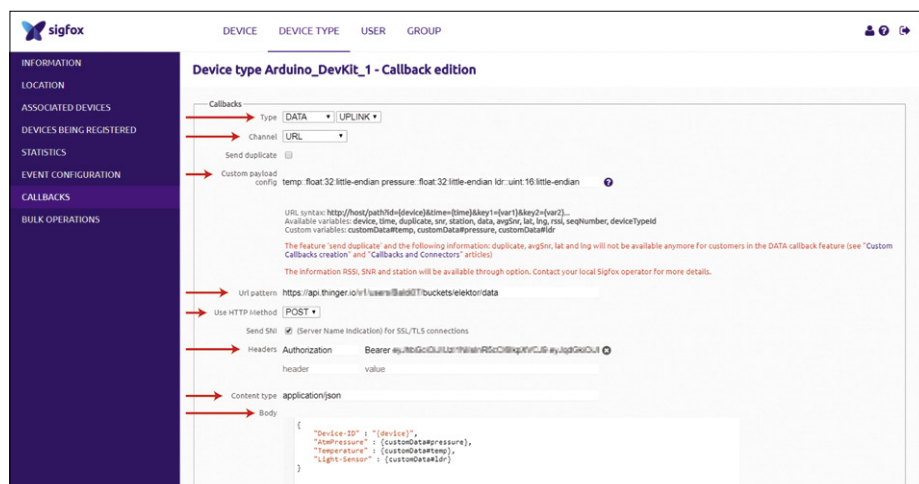 sigfox
DEVICE DEVICE TYPE USER GROUP
INFORMATION
LOCATION
ASSOCIATED DEVICES
DEVICES BEING REGISTERED
STATISTICS
EVENT CONFIGURATION
CALLBACKS
BULK OPERATIONS
Device type Arduino_DevKit_1 - Callback edition
Callbacks
Type DATA UPLINK
Channel URL
Send duplicate
Custom payload config temp::float:32:little-endian pressure::float:32:little-endian ldr::uint:16:little-endian
URL syntax: http://host/path?id={device}&time={time}&key1={var1}&key2={var2}...
Available variables: device, time, duplicate, snr, station, data, avgSnr, lat, lng, rssi, seqNumber, deviceTypeId
Custom variables: customData#temp, customData#pressure, customData#ldr
The feature 'send duplicate' and the following information: duplicate, avgSnr, lat and lng will not be available anymore for customers in the DATA callback feature (see "Custom
Callbacks creation" and "Callbacks and Connectors" articles)
The information RSSI, SNR and station will be available through option. Contact your local Sigfox operator for more details.
Url pattern https://api.thinger.io/ /buckets/elektor/data
Use HTTP Method POST
Send SNI (Server Name Indication) for SSL/TLS connections
Headers Authorization Bearer
header value
Content type application/json
Body
{
"Device-ID" : "{device}",
"AtmPressure" : {customData#pressure},
"Temperature" : {customData#temp},
"Light-Sensor" : {customData#ldr}
}